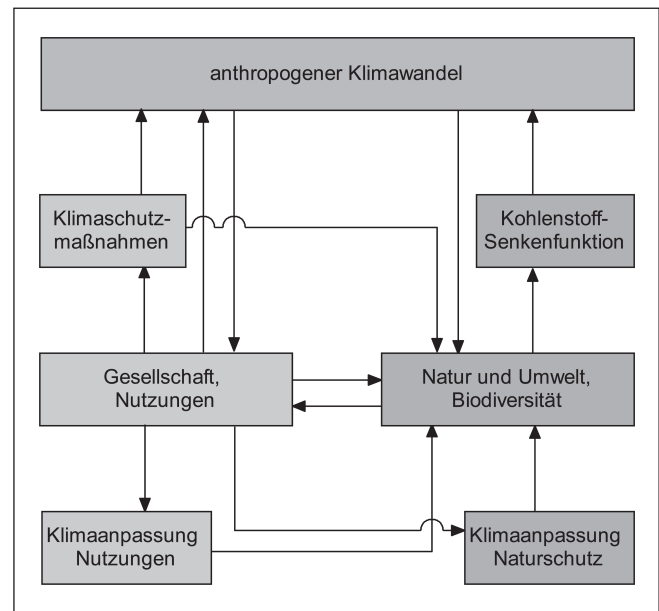 anthropogener Klimawandel
Klimaschutz-
maßnahmen
Kohlenstoff-
Senkenfunktion
Gesellschaft,
Nutzungen
Natur und Umwelt,
Biodiversität
Klimaanpassung
Nutzungen
Klimaanpassung
Naturschutz